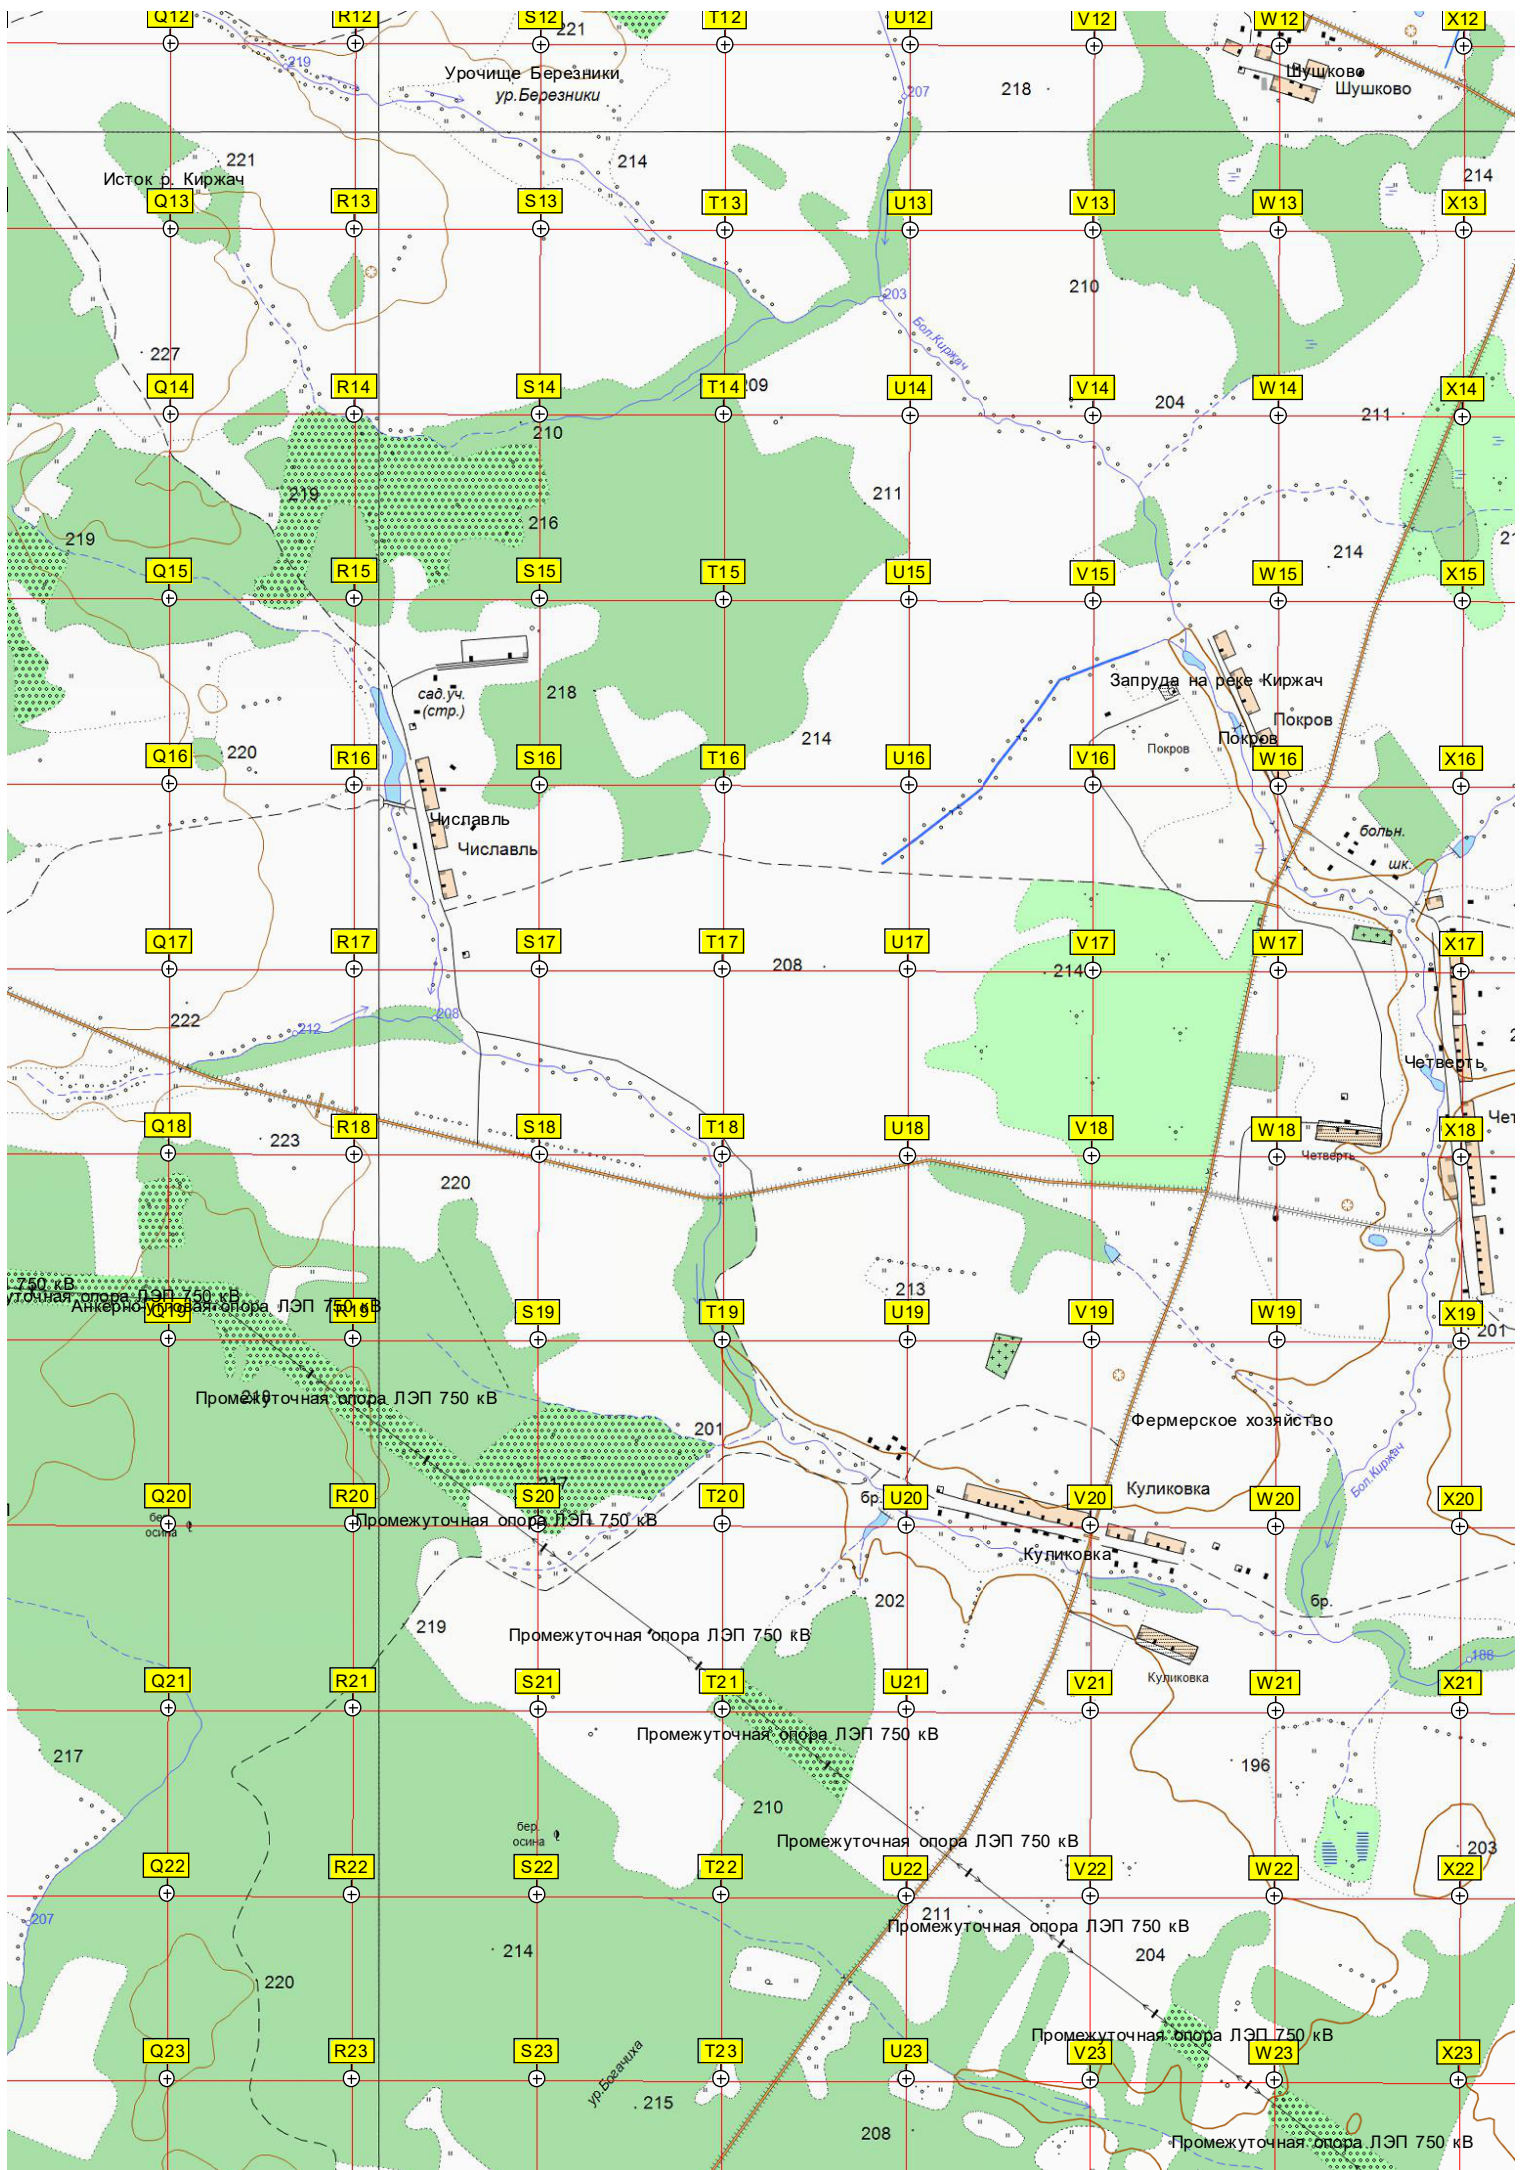 Q12 R12 S12 T12 U12 V12 W12 X12
221
219
Урочище Березники
ур.Березники
207
218
Шушково
Шушково
221
214
214
Исток р. Киржач
Q13 R13 S13 T13 U13 V13 W13 X13
210
203
Бол.Киржач
227
Q14 R14 S14 T14 U14 V14 W14 X14
209
204
211
210
219
211
216
219
214
Q15 R15 S15 T15 U15 V15 W15 X15
сад.уч.
(стр.)
218
Запруда на реке Киржач
Покров
Покров
Покров
214
220
Q16 R16 S16 T16 U16 V16 W16 X16
Числавль
Числавль
больн.
шк.
Q17 R17 S17 T17 U17 V17 W17 X17
208
214
222
212
208
Четверть
Q18 R18 S18 T18 U18 V18 W18 X18
223
Четверть
220
213
750 кВ
Анкерно-угловая опора ЛЭП 750 кВ
Q19 R19 S19 T19 U19 V19 W19 X19
201
Промежуточная опора ЛЭП 750 кВ
201
Фермерское хозяйство
Бол.Киржач
217
Куликовка
Q20 R20 S20 T20 U20 V20 W20 X20
бр.
бер.
осина
Промежуточная опора ЛЭП 750 кВ
Куликовка
202
бр.
219
Промежуточная опора ЛЭП 750 кВ
188
Куликовка
Q21 R21 S21 T21 U21 V21 W21 X21
Промежуточная опора ЛЭП 750 кВ
217
196
210
бер.
осина
Промежуточная опора ЛЭП 750 кВ
203
Q22 R22 S22 T22 U22 V22 W22 X22
207
211
Промежуточная опора ЛЭП 750 кВ
214
204
220
Промежуточная опора ЛЭП 750 кВ
Q23 R23 S23 T23 U23 V23 W23 X23
ур.Богачиха
215
208
Промежуточная опора ЛЭП 750 кВ